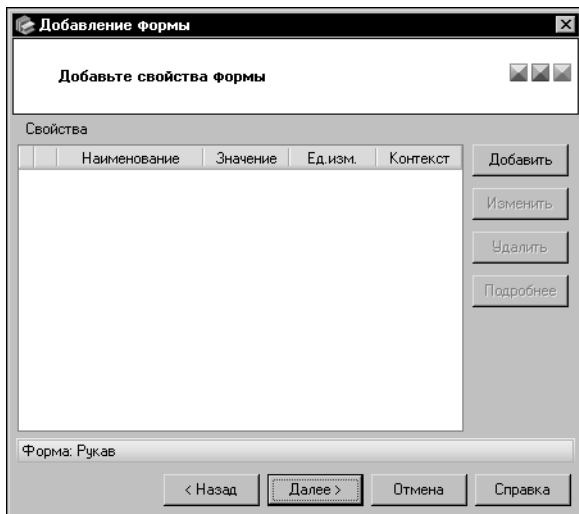 Добавление формы
Добавьте свойства формы
Свойства
Наименование Значение Ед.изм. Контекст
Добавить
Изменить
Удалить
Подробнее
Форма: Рукав
< Назад Далее > Отмена Справка